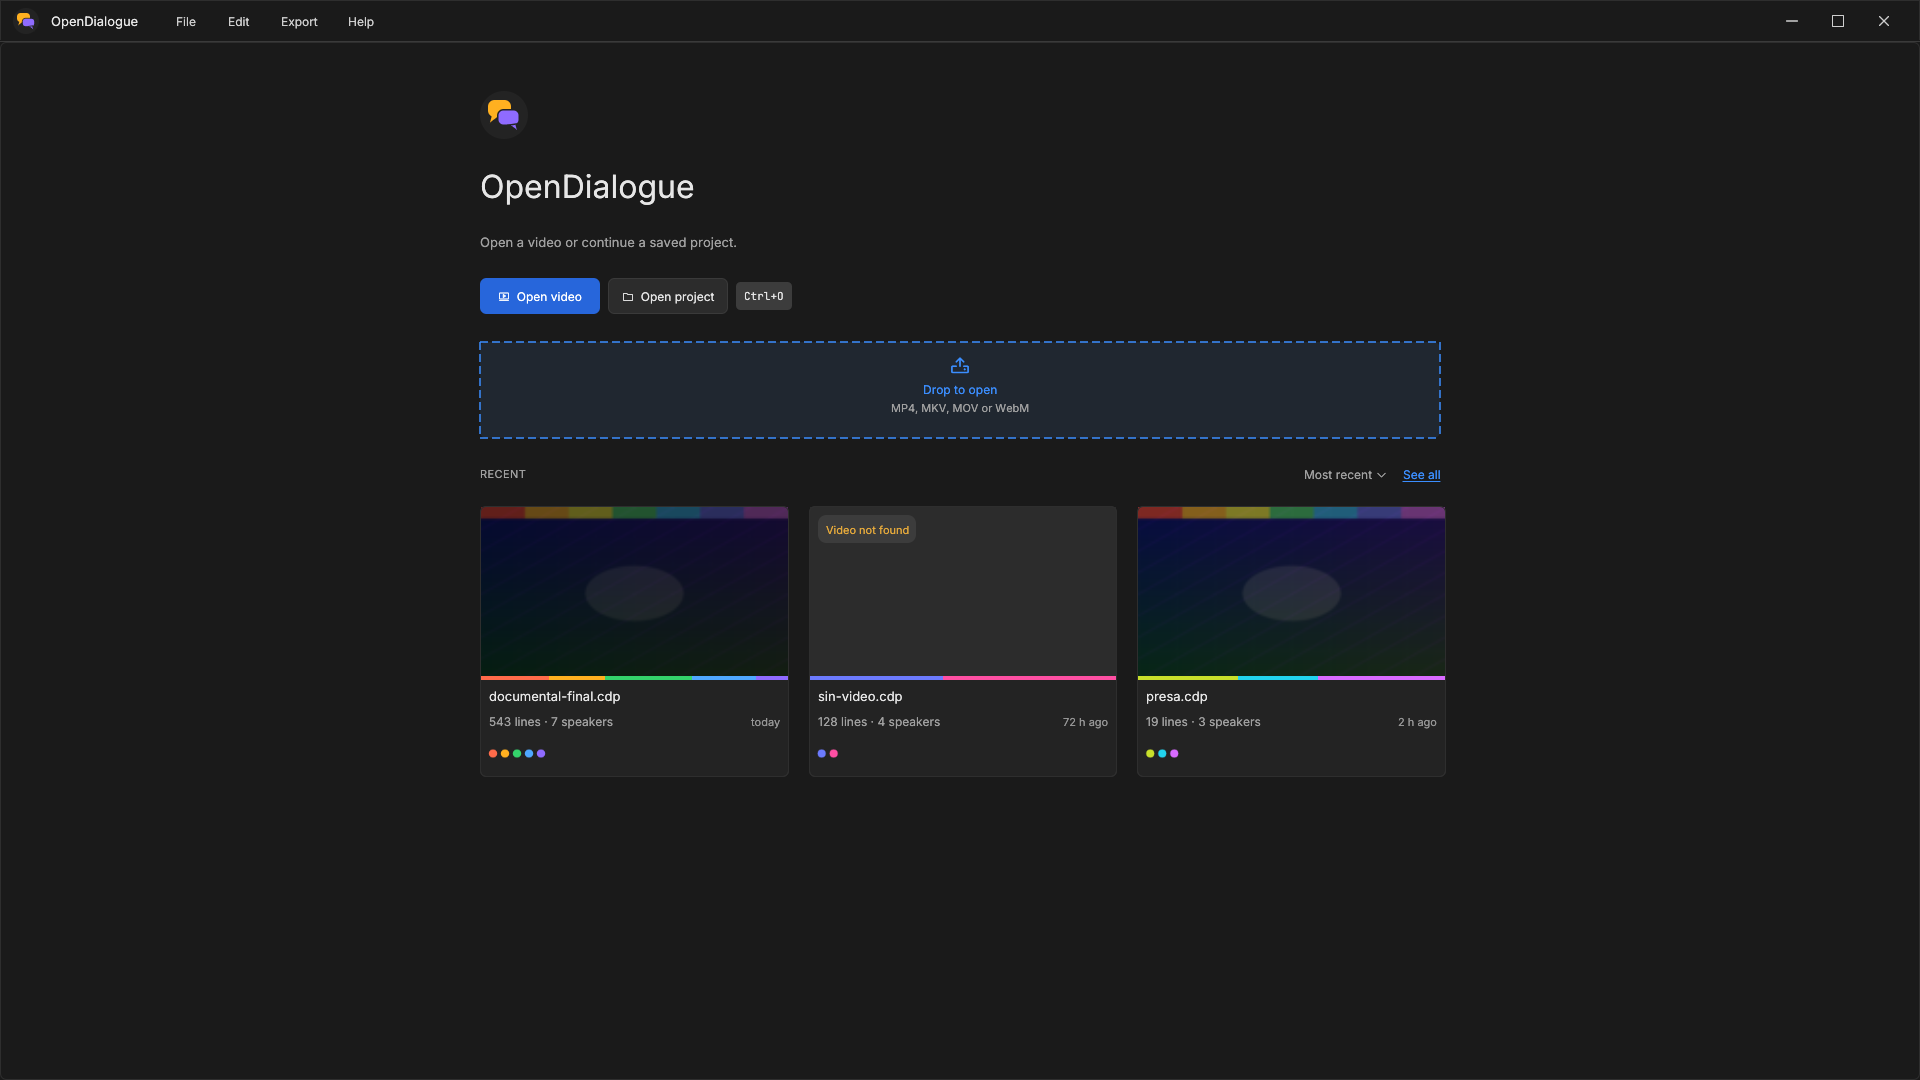 OpenDialogue File Edit Export Help
OpenDialogue
Open a video or continue a saved project.
Open video Open project Ctrl+O
Drop to open
MP4, MKV, MOV or WebM
RECENT Most recent See all
Video not found
documental-final.cdp
543 lines · 7 speakers today
sin-video.cdp
128 lines · 4 speakers 72 h ago
presa.cdp
19 lines · 3 speakers 2 h ago